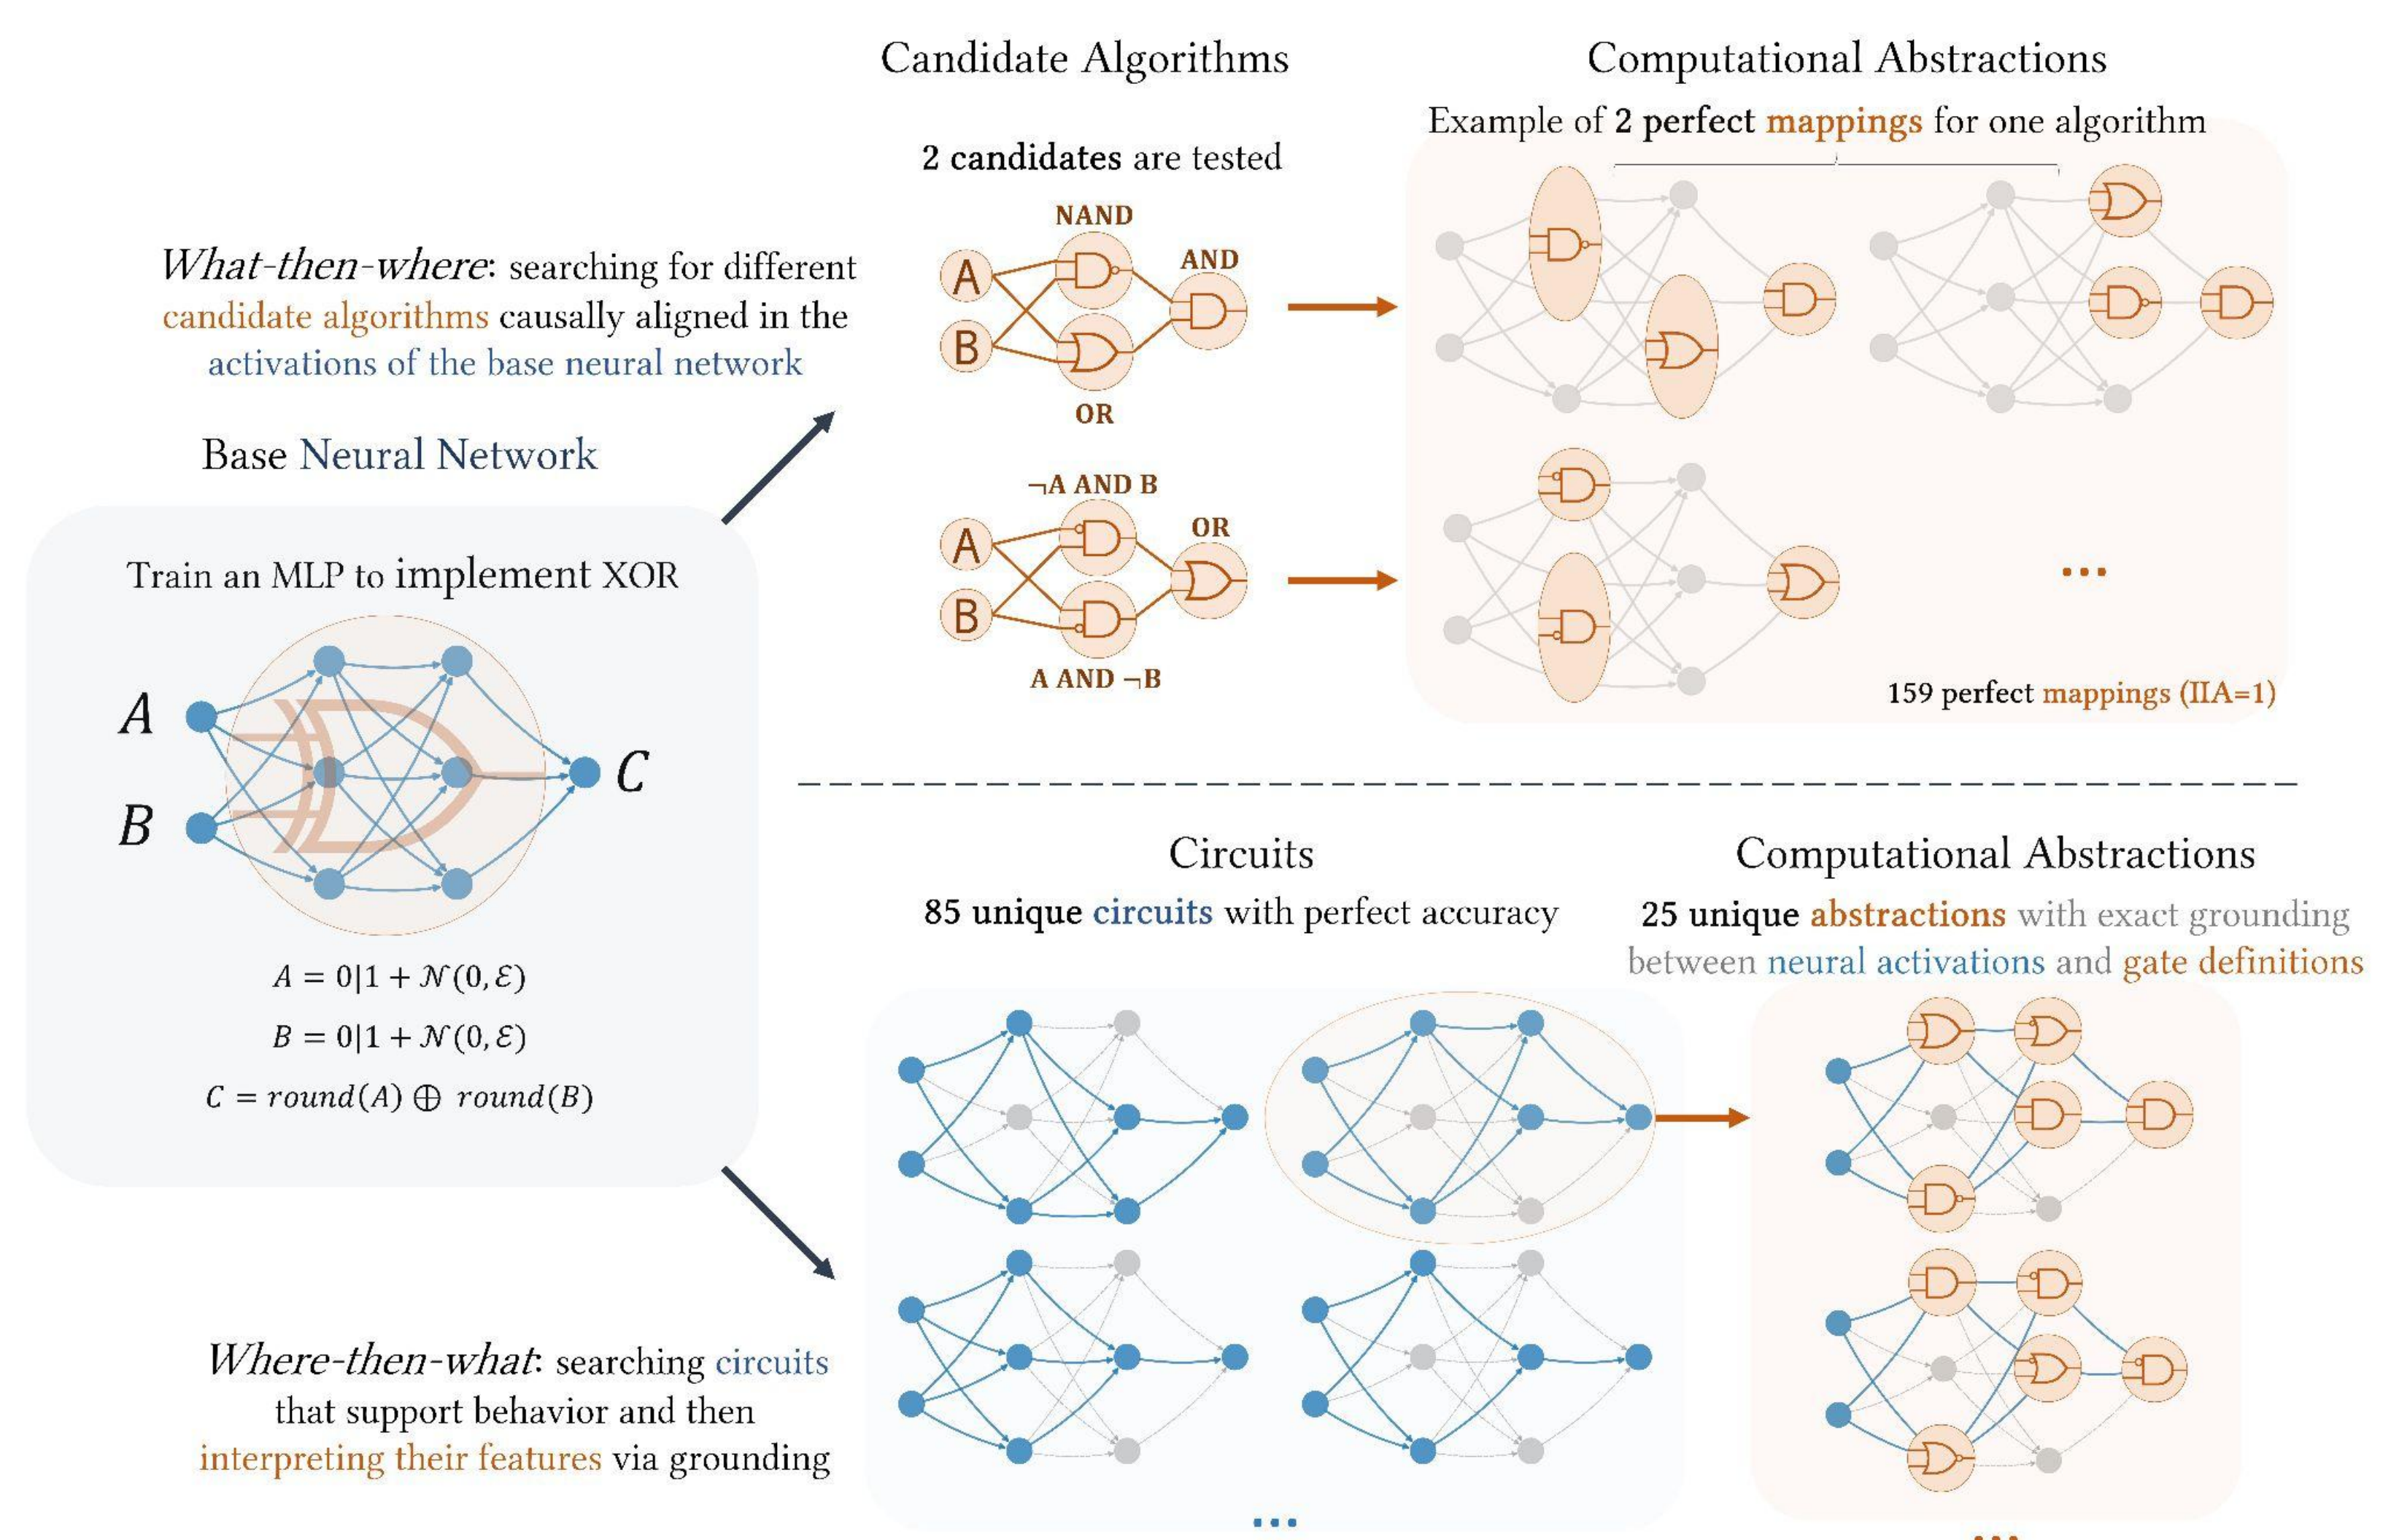 Candidate Algorithms
2 candidates are tested
NAND
A
B
AND
OR
¬A AND B
A
B
OR
A AND ¬B
Computational Abstractions
Example of 2 perfect mappings for one algorithm
...
159 perfect mappings (IIA=1)
What-then-where: searching for different
candidate algorithms causally aligned in the
activations of the base neural network
Base Neural Network
Train an MLP to implement XOR
A
B
C
A = 0|1 + 𝒩(0, ℰ)
B = 0|1 + 𝒩(0, ℰ)
C = round(A) ⊕ round(B)
Where-then-what: searching circuits
that support behavior and then
interpreting their features via grounding
Circuits
85 unique circuits with perfect accuracy
...
Computational Abstractions
25 unique abstractions with exact grounding
between neural activations and gate definitions
...